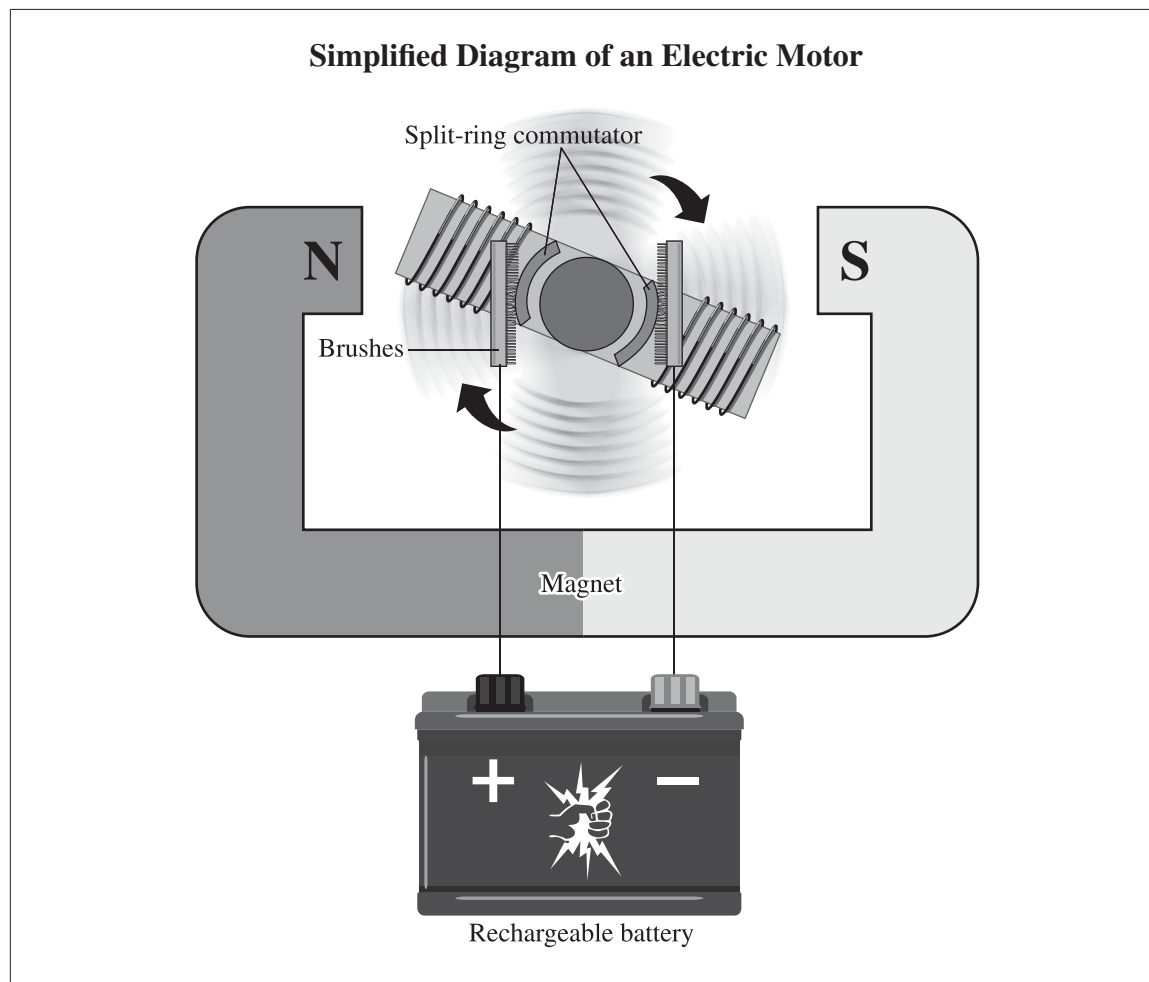 Simplified Diagram of an Electric Motor
Split-ring commutator
N
S
Brushes
Magnet
+
−
Rechargeable battery